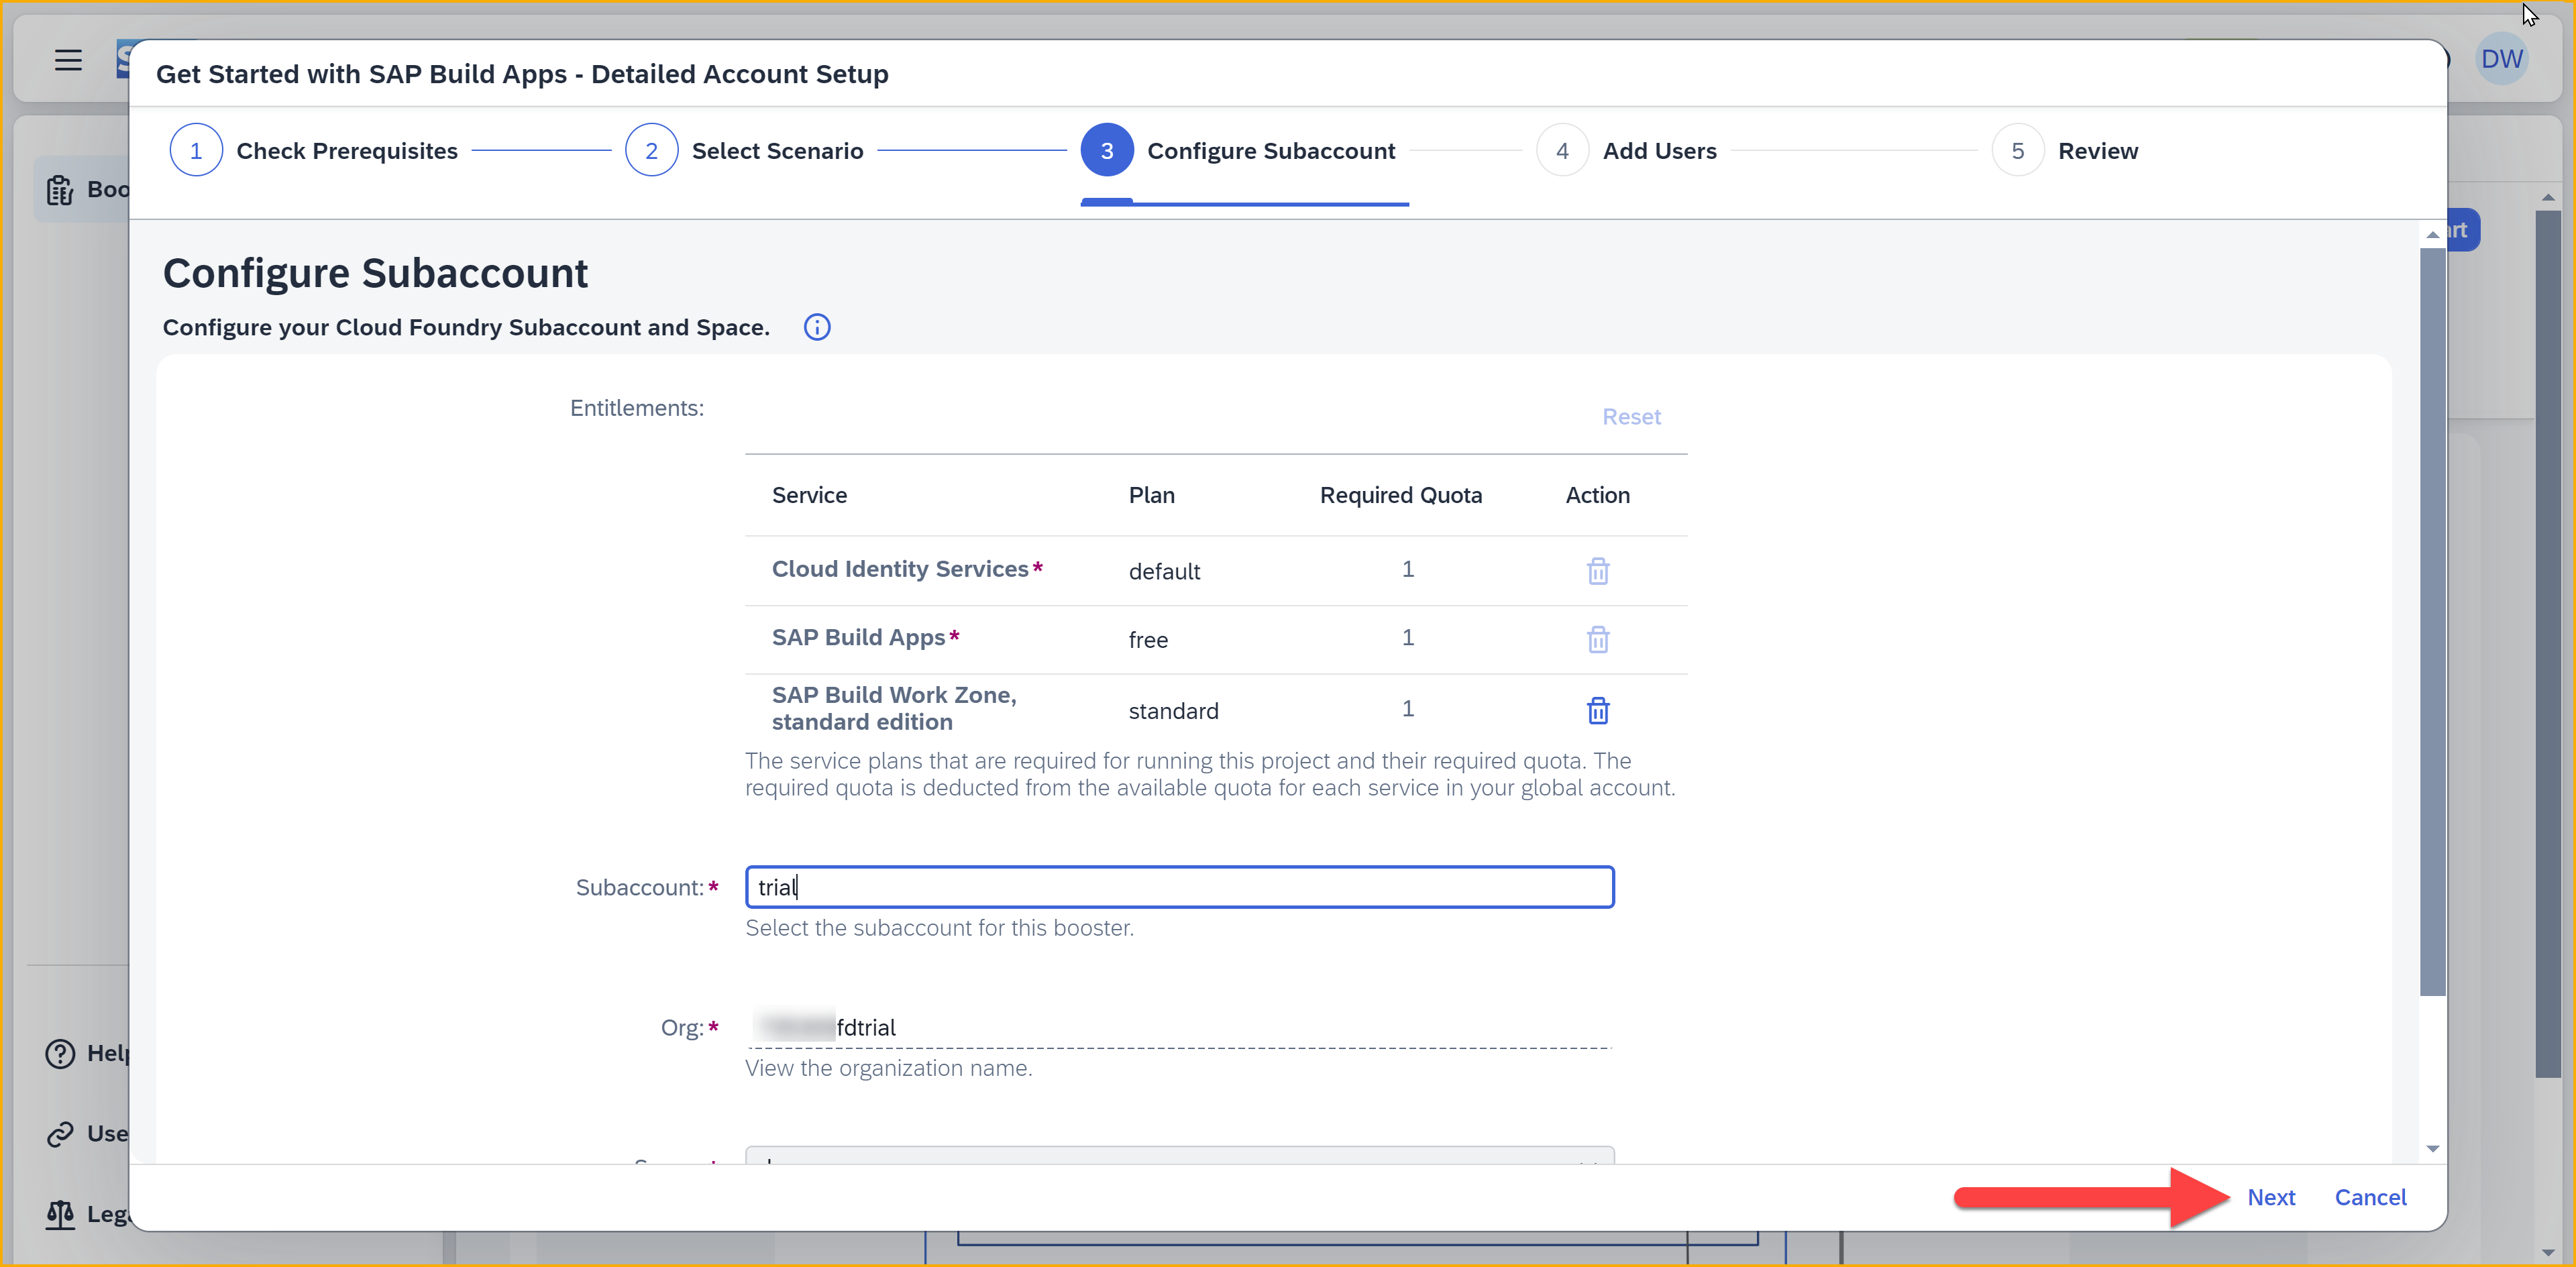 DW
Get Started with SAP Build Apps - Detailed Account Setup
1 Check Prerequisites 2 Select Scenario 3 Configure Subaccount 4 Add Users 5 Review
Boo
art
Configure Subaccount
Configure your Cloud Foundry Subaccount and Space.
Entitlements:
Reset
Service Plan Required Quota Action
Cloud Identity Services* default 1
SAP Build Apps* free 1
SAP Build Work Zone,
standard edition standard 1
The service plans that are required for running this project and their required quota. The
required quota is deducted from the available quota for each service in your global account.
Subaccount:* trial
Select the subaccount for this booster.
Org:* fdtrial
View the organization name.
Help
Use
Lega
Next Cancel